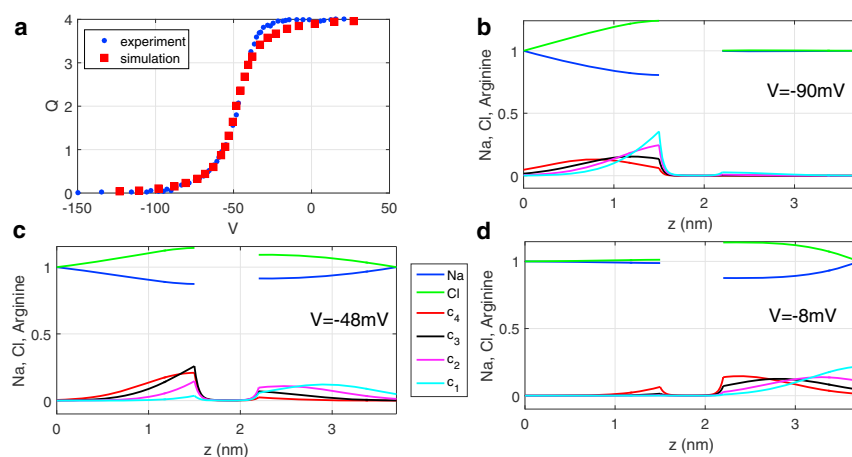 a
4
3
2
1
0
Q
experiment
simulation
-150
-100
-50
0
V
b
1
0.5
0
Na, Cl, Arginine
V=-90mV
0
1
2
3
z (nm)
c
1
0.5
0
Na, Cl, Arginine
V=-48mV
0
1
2
3
z (nm)
Na
Cl
c4
c3
c2
c1
d
1
0.5
0
Na, Cl, Arginine
V=-8mV
0
1
2
3
z (nm)